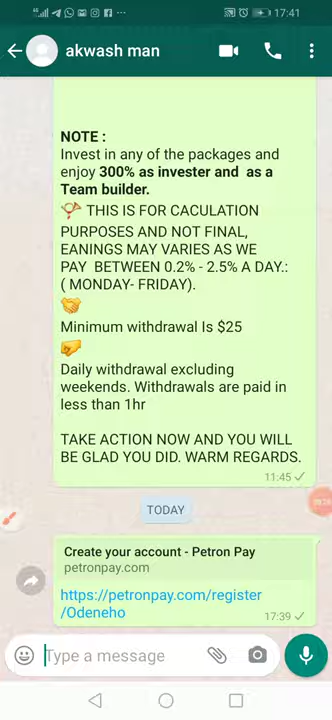 17:41
akwash man
NOTE :
Invest in any of the packages and
enjoy 300% as invester and  as a
Team builder.
THIS IS FOR CACULATION
PURPOSES AND NOT FINAL,
EANINGS MAY VARIES AS WE
PAY  BETWEEN 0.2% - 2.5% A DAY.:
( MONDAY- FRIDAY).
Minimum withdrawal Is $25
Daily withdrawal excluding
weekends. Withdrawals are paid in
less than 1hr
TAKE ACTION NOW AND YOU WILL
BE GLAD YOU DID. WARM REGARDS.
11:45
TODAY
Create your account - Petron Pay
petronpay.com
https://petronpay.com/register
/Odeneho
17:39
Type a message